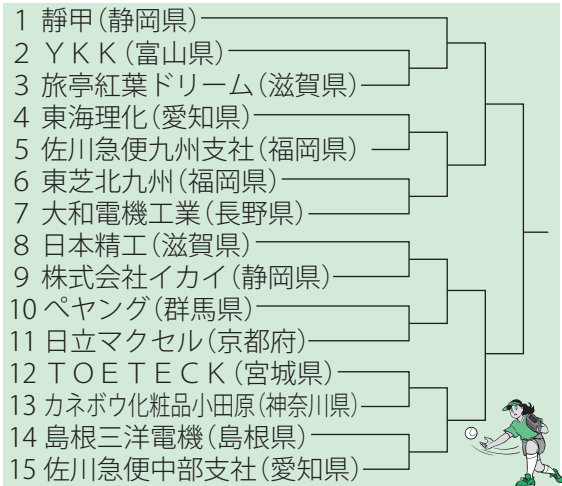 1 靜甲(静岡県)
2 ＹＫＫ(富山県)
3 旅亭紅葉ドリーム(滋賀県)
4 東海理化(愛知県)
5 佐川急便九州支社(福岡県)
6 東芝北九州(福岡県)
7 大和電機工業(長野県)
8 日本精工(滋賀県)
9 株式会社イカイ(静岡県)
10 ペヤング(群馬県)
11 日立マクセル(京都府)
12 ＴＯＥＴＥＣＫ(宮城県)
13 カネボウ化粧品小田原(神奈川県)
14 島根三洋電機(島根県)
15 佐川急便中部支社(愛知県)